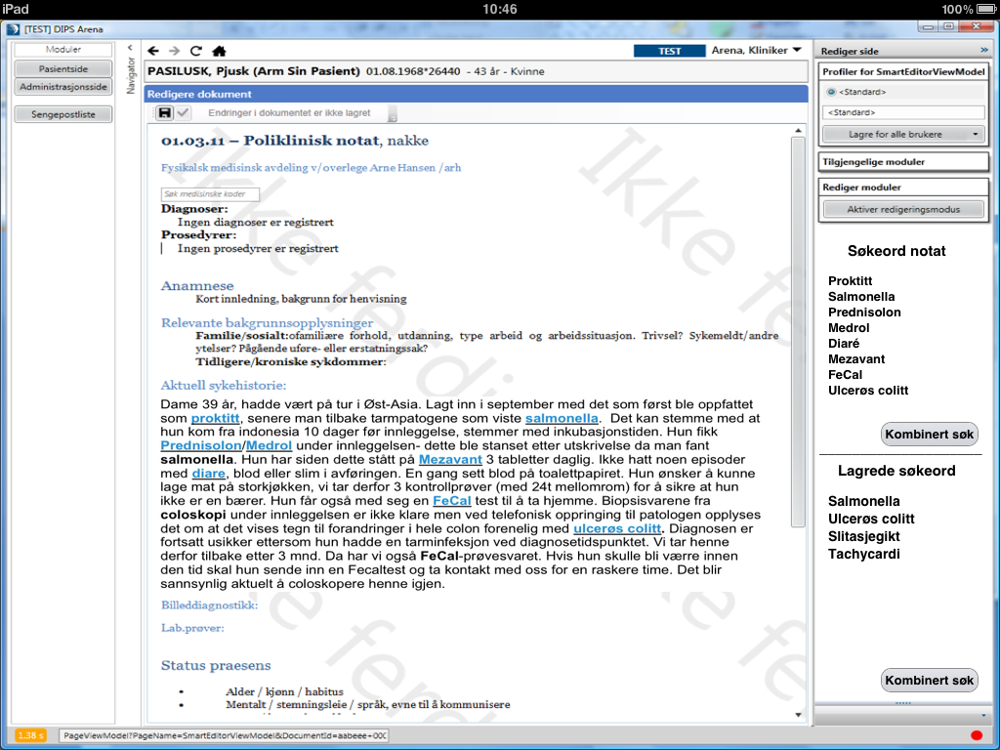 iPad 10:46 100%
[TEST] DIPS Arena
Moduler
Pasientside
Administrasjonsside
Sengepostliste
Navigator
TEST Arena, Kliniker
PASILUSK, Pjusk (Arm Sin Pasient) 01.08.1968*26440 - 43 år - Kvinne
Redigere dokument
Endringer i dokumentet er ikke lagret
01.03.11 – Poliklinisk notat, nakke
Fysikalsk medisinsk avdeling v/overlege Arne Hansen /arh
Søk medisinske koder
Diagnoser:
Ingen diagnoser er registrert
Prosedyrer:
Ingen prosedyrer er registrert
Anamnese
Kort innledning, bakgrunn for henvisning
Relevante bakgrunnsopplysninger
Familie/sosialt:ofamiliære forhold, utdanning, type arbeid og arbeidssituasjon. Trivsel? Sykemeldt/andre
ytelser? Pågående uføre- eller erstatningssak?
Tidligere/kroniske sykdommer:
Aktuell sykehistorie:
Dame 39 år, hadde vært på tur i Øst-Asia. Lagt inn i september med det som først ble oppfattet
som proktitt, senere man tarmpatogene som viste salmonella. Det kan stemme med at
hun kom fra indonesia 10 dager før innleggelse, stemmer med inkubasjonstiden. Hun fikk
Prednisolon/Medrol under innleggelsen- dette ble stanset etter utskrivelse da man fant
salmonella. Hun har siden dette stått på Mezavant 3 tabletter daglig. Ikke hatt noen episoder
med diare, blod eller slim i avføringen. En gang sett blod på toalettpapiret. Hun ønsker å kunne
lage mat på storkjøkken, vi tar derfor 3 kontrollprøver (med 24t mellomrom) for å sikre at hun
ikke er en bærer. Hun får også med seg en FeCal test til å ta hjemme. Biopsisvarene fra
coloskopi under innleggelsen er ikke klare men ved telefonisk oppringing til patologen opplyses
det om at det vises tegn til forandringer i hele colon forenelig med ulcerøs colitt. Diagnosen er
fortsatt usikker ettersom hun hadde en tarminfeksjon ved diagnosetidspunktet. Vi tar henne
derfor tilbake etter 3 mnd. Da har vi også FeCal-prøvesvaret. Hvis hun skulle bli værre innen
den tid skal hun sende inn en Fecaltest og ta kontakt med oss for en raskere time. Det blir
sannsynlig aktuelt å coloskopere henne igjen.
Billeddiagnostikk:
Lab.prøver:
Status praesens
• Alder / kjønn / habitus
• Mentalt / stemningsleie / språk, evne til å kommunisere
Ikke ferdi
Ikke fe
ke ferdi
ke ferdi
Rediger side »
Profiler for SmartEditorViewModel
<Standard>
<Standard>
Lagre for alle brukere
Tilgjengelige moduler
Rediger moduler
Aktiver redigeringsmodus
Søkeord notat
Proktitt
Salmonella
Prednisolon
Medrol
Diaré
Mezavant
FeCal
Ulcerøs colitt
Kombinert søk
Lagrede søkeord
Salmonella
Ulcerøs colitt
Slitasjegikt
Tachycardi
Kombinert søk
1.38 s PageViewModel?PageName=SmartEditorViewModel&DocumentId=aabeee+00(